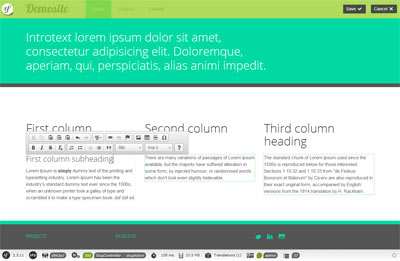 Demosite
Home
Projects
Satellite
Save
Cancel
Introtext lorem ipsum dolor sit amet,
consectetur adipisicing elit. Doloremque,
aperiam, qui, perspiciatis, alias animi impedit.
First column
Second column
Third column
heading
First column subheading
Lorem Ipsum is simply dummy text of the printing and
typesetting industry. Lorem Ipsum has been the
industry's standard dummy text ever since the 1500s,
when an unknown printer took a galley of type and
scrambled it to make a type specimen book.
There are many variations of passages of Lorem Ipsum
available, but the majority have suffered alteration in
some form, by injected humour, or randomised words
which don't look even slightly believable.
The standard chunk of Lorem Ipsum used since the
1500s is reproduced below for those interested.
Sections 1.10.32 and 1.10.33 from "de Finibus
Bonorum et Malorum" by Cicero are also reproduced in
their exact original form, accompanied by English
versions from the 1914 translation by H. Rackham.
PROJECTS
SATELLITE
108 ms
20.5 MB
Translations (1)
admin